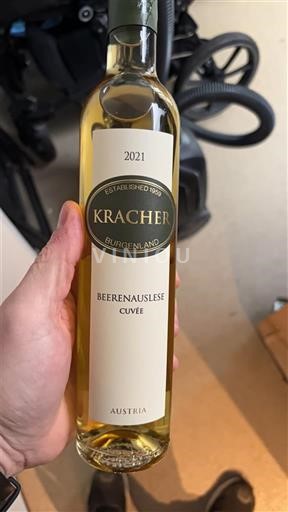 2021
ESTABLISHED 1959
KRACHER
BURGENLAND
VINIOU
BEERENAUSLESE
CUVÉE
AUSTRIA